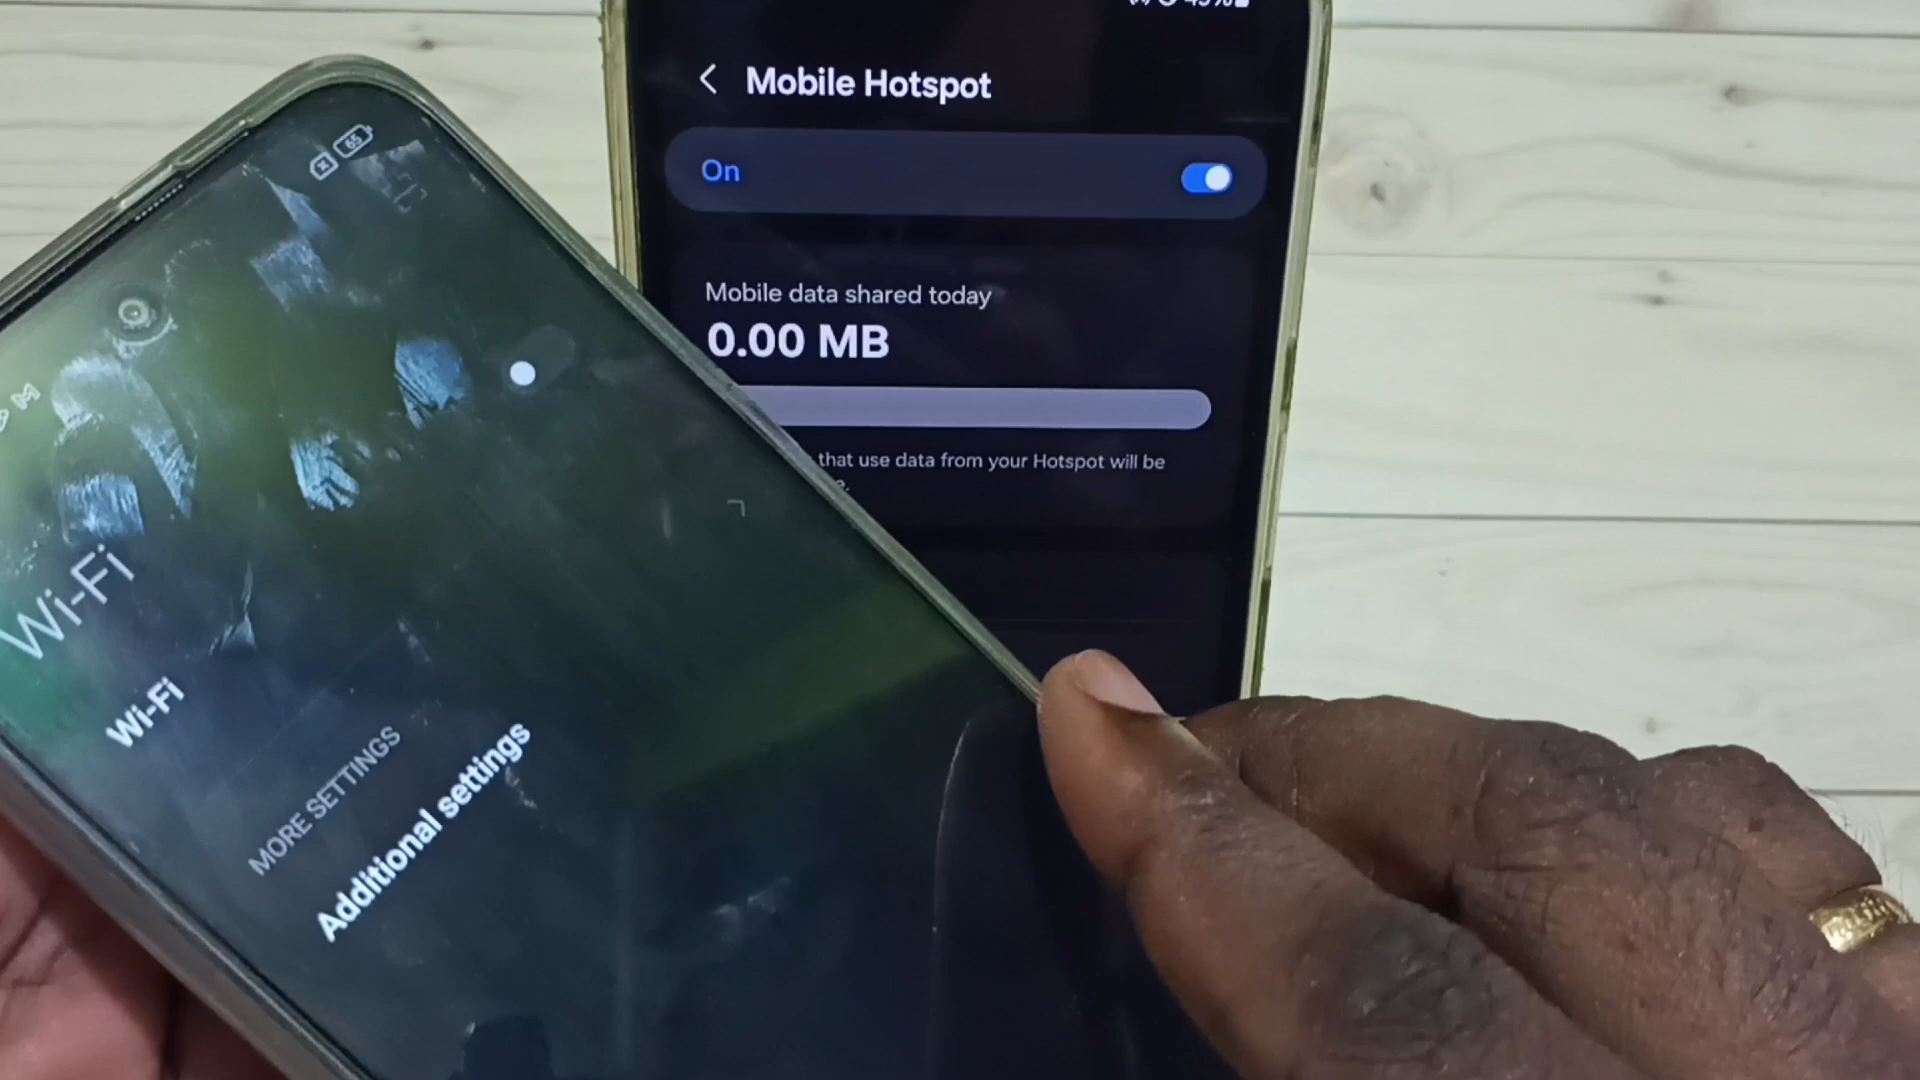 Mobile Hotspot
On
Mobile data shared today
0.00 MB
that use data from your Hotspot will be
65
Wi-Fi
Wi-Fi
MORE SETTINGS
Additional settings